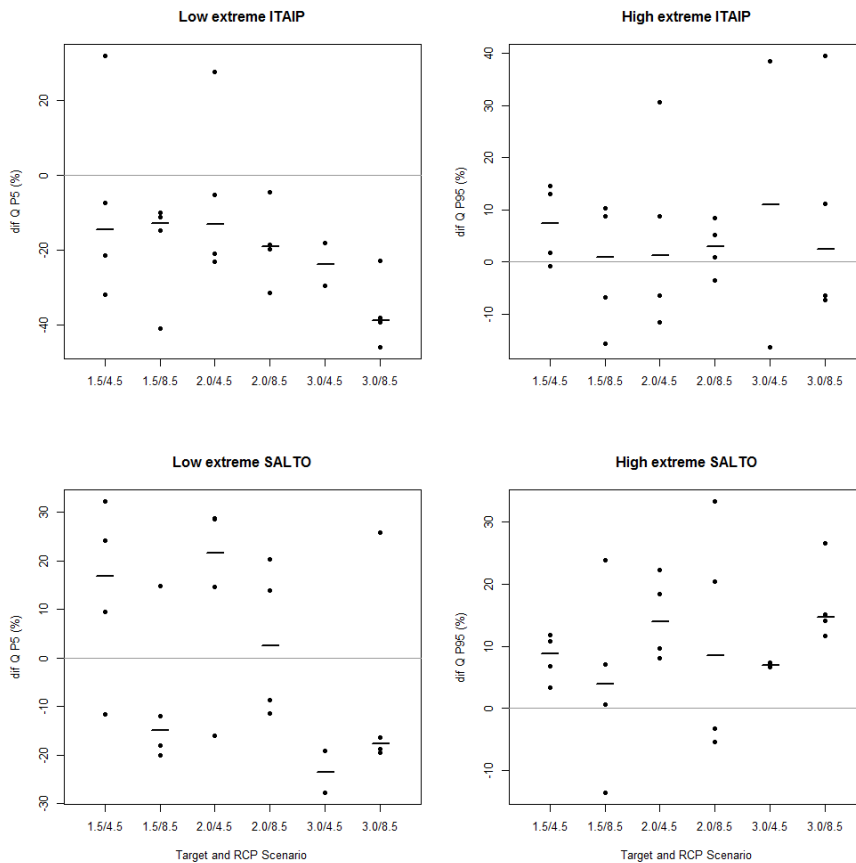 Low extreme ITAIP
High extreme ITAIP
dif Q P5 (%)
20
0
-20
-40
1.5/4.5 1.5/8.5 2.0/4.5 2.0/8.5 3.0/4.5 3.0/8.5
dif Q P95 (%)
40
30
20
10
0
-10
1.5/4.5 1.5/8.5 2.0/4.5 2.0/8.5 3.0/4.5 3.0/8.5
Low extreme SALTO
High extreme SALTO
dif Q P5 (%)
30
20
10
0
-10
-20
-30
1.5/4.5 1.5/8.5 2.0/4.5 2.0/8.5 3.0/4.5 3.0/8.5
Target and RCP Scenario
dif Q P95 (%)
30
20
10
0
-10
1.5/4.5 1.5/8.5 2.0/4.5 2.0/8.5 3.0/4.5 3.0/8.5
Target and RCP Scenario